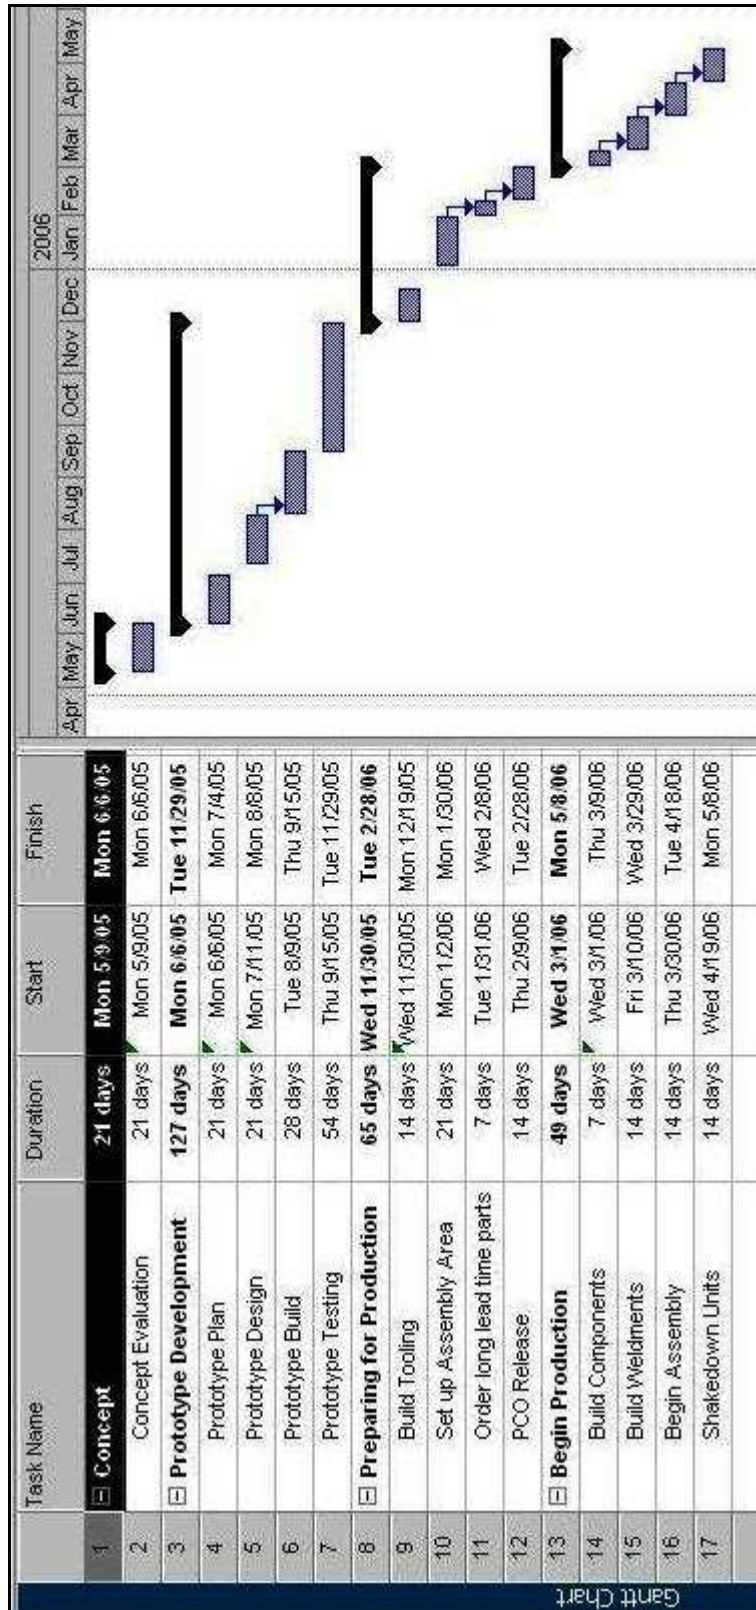 2006
Task Name Duration Start Finish Apr May Jun Jul Aug Sep Oct Nov Dec Jan Feb Mar Apr May
1 Concept 21 days Mon 5/9/05 Mon 6/6/05
2 Concept Evaluation 21 days Mon 5/9/05 Mon 6/6/05
3 Prototype Development 127 days Mon 6/6/05 Tue 11/29/05
4 Prototype Plan 21 days Mon 6/6/05 Mon 7/4/05
5 Prototype Design 21 days Mon 7/11/05 Mon 8/8/05
6 Prototype Build 28 days Tue 8/9/05 Thu 9/15/05
7 Prototype Testing 54 days Thu 9/15/05 Tue 11/29/05
8 Preparing for Production 65 days Wed 11/30/05 Tue 2/28/06
9 Build Tooling 14 days Wed 11/30/05 Mon 12/19/05
10 Set up Assembly Area 21 days Mon 1/2/06 Mon 1/30/06
11 Order long lead time parts 7 days Tue 1/31/06 Wed 2/8/06
12 PCO Release 14 days Thu 2/9/06 Tue 2/28/06
13 Begin Production 49 days Wed 3/1/06 Mon 5/8/06
14 Build Components 7 days Wed 3/1/06 Thu 3/9/06
15 Build Weldments 14 days Fri 3/10/06 Wed 3/29/06
16 Begin Assembly 14 days Thu 3/30/06 Tue 4/18/06
17 Shakedown Units 14 days Wed 4/19/06 Mon 5/8/06
Gantt Chart